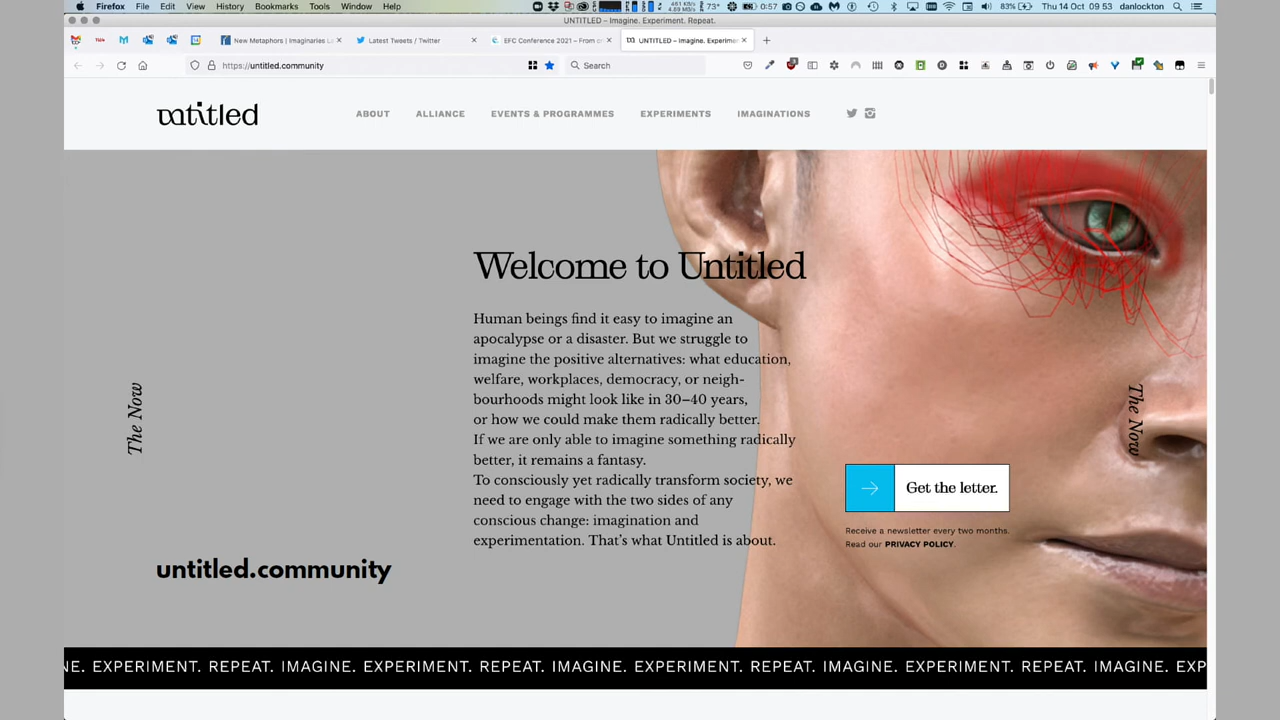 Firefox File Edit View History Bookmarks Tools Window Help
0:57
83%
Thu 14 Oct 09 53 danlockton
UNTITLED – Imagine. Experiment. Repeat.
New Metaphors | Imaginaries L
Latest Tweets / Twitter
EFC Conference 2021 – From c
UNTITLED – Imagine. Experime
https://untitled.community
Search
untitled
ABOUT ALLIANCE EVENTS & PROGRAMMES EXPERIMENTS IMAGINATIONS
Welcome to Untitled
Human beings find it easy to imagine an
apocalypse or a disaster. But we struggle to
imagine the positive alternatives: what education,
welfare, workplaces, democracy, or neigh-
bourhoods might look like in 30–40 years,
or how we could make them radically better.
If we are only able to imagine something radically
better, it remains a fantasy.
To consciously yet radically transform society, we
need to engage with the two sides of any
conscious change: imagination and
experimentation. That’s what Untitled is about.
The Now
The Now
Get the letter.
Receive a newsletter every two months.
Read our PRIVACY POLICY.
untitled.community
NE. EXPERIMENT. REPEAT. IMAGINE. EXPERIMENT. REPEAT. IMAGINE. EXPERIMENT. REPEAT. IMAGINE. EXPERIMENT. REPEAT. IMAGINE. EXP